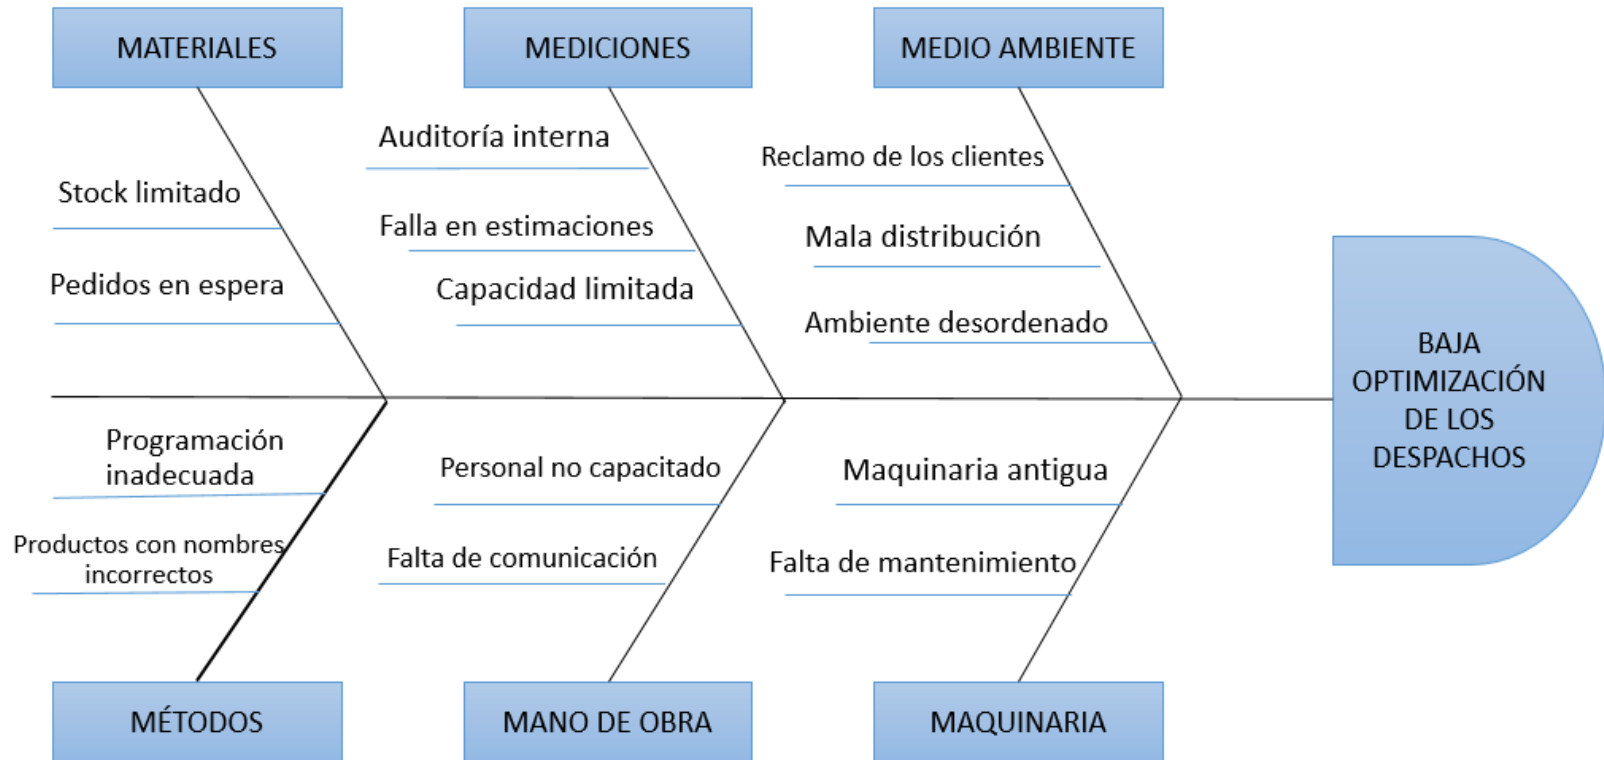 MATERIALES
MEDICIONES
MEDIO AMBIENTE
Stock limitado
Pedidos en espera
Auditoría interna
Falla en estimaciones
Capacidad limitada
Reclamo de los clientes
Mala distribución
Ambiente desordenado
BAJA
OPTIMIZACIÓN
DE LOS
DESPACHOS
Programación
inadecuada
Productos con nombres
incorrectos
Personal no capacitado
Falta de comunicación
Maquinaria antigua
Falta de mantenimiento
MÉTODOS
MANO DE OBRA
MAQUINARIA